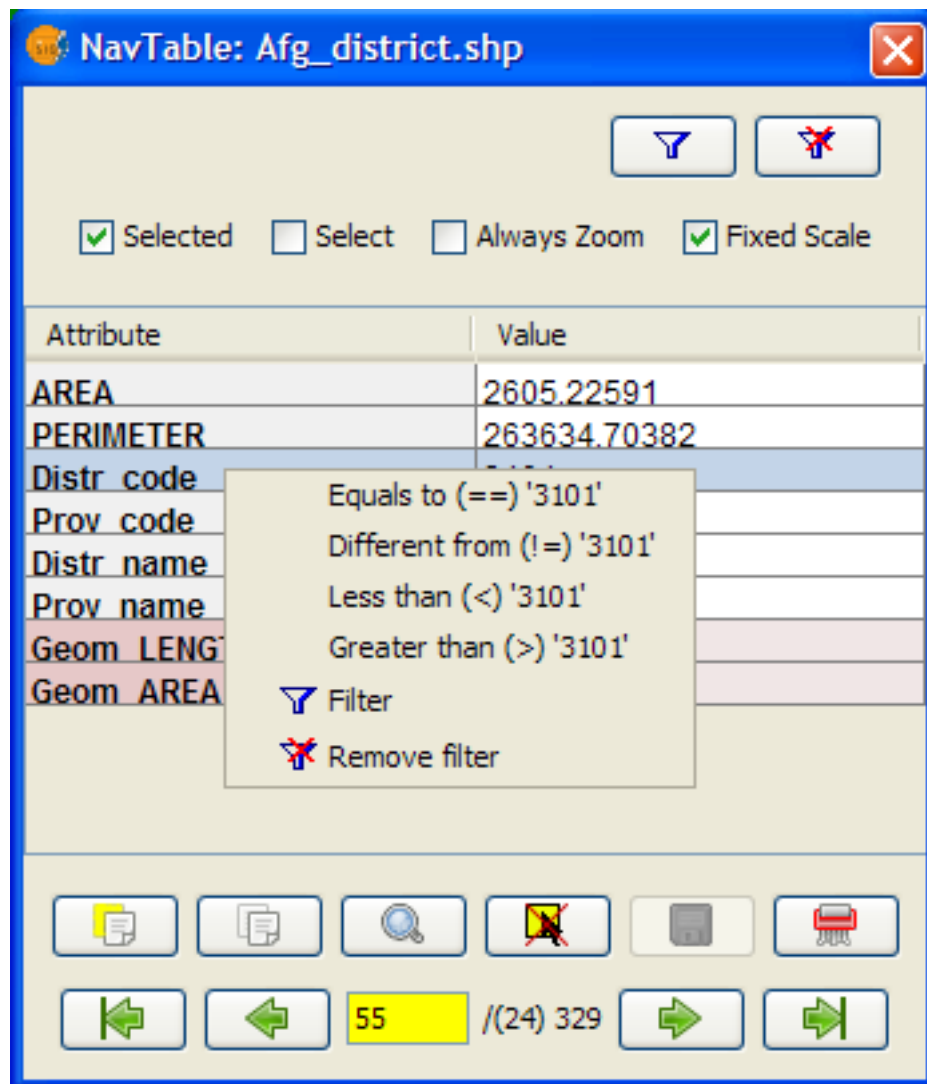 NavTable: Afg_district.shp
Selected Select Always Zoom Fixed Scale
Attribute Value
AREA 2605.22591
PERIMETER 263634.70382
Distr_code
Equals to (==) '3101'
Prov_code
Different from (!=) '3101'
Distr_name
Less than (<) '3101'
Prov_name
Greater than (>) '3101'
Geom_LENG
Geom_AREA
Filter
Remove filter
55 /(24) 329